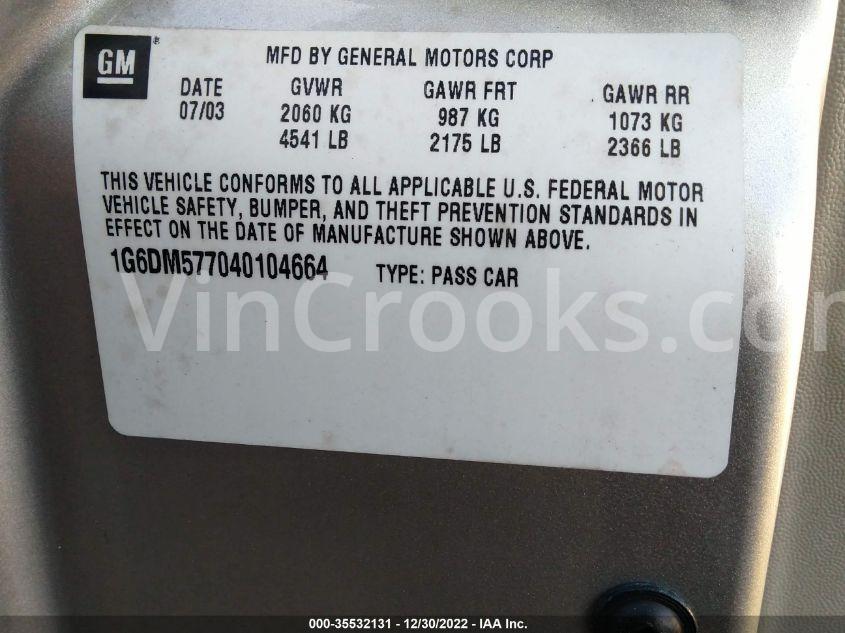 GM
MFD BY GENERAL MOTORS CORP
DATE GVWR GAWR FRT GAWR RR
07/03 2060 KG 987 KG 1073 KG
4541 LB 2175 LB 2366 LB
THIS VEHICLE CONFORMS TO ALL APPLICABLE U.S. FEDERAL MOTOR
VEHICLE SAFETY, BUMPER, AND THEFT PREVENTION STANDARDS IN
EFFECT ON THE DATE OF MANUFACTURE SHOWN ABOVE.
1G6DM577040104664 TYPE: PASS CAR
VinCrooks.co
000-35532131 - 12/30/2022 - IAA Inc.